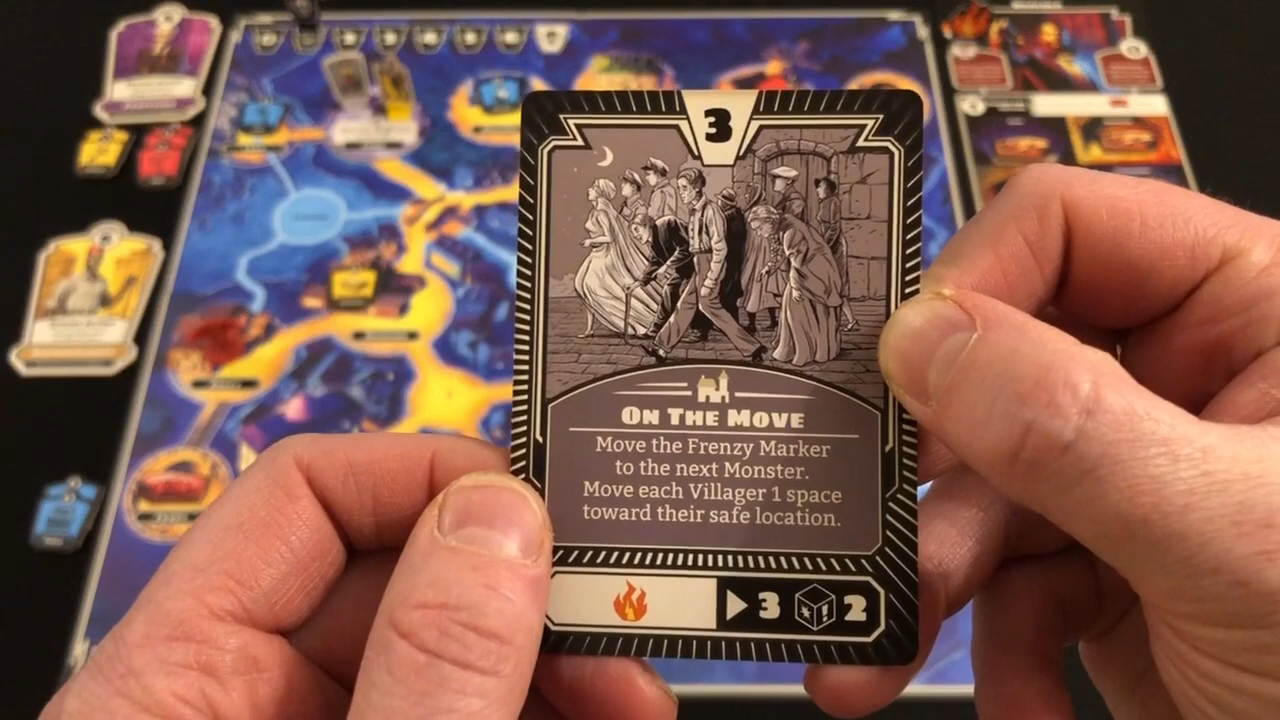 3
ON THE MOVE
Move the Frenzy Marker
to the next Monster.
Move each Villager 1 space
toward their safe location.
3 ! 2